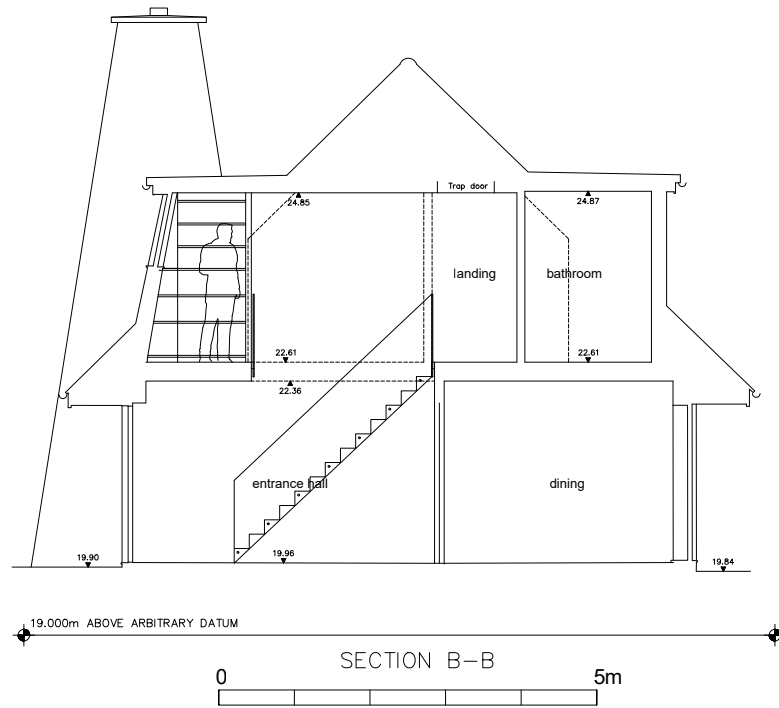 Trap door
24.85
24.87
landing
bathroom
22.61
22.61
22.36
entrance hall
dining
19.90
19.96
19.84
19.000m ABOVE ARBITRARY DATUM
SECTION B-B
0 5m